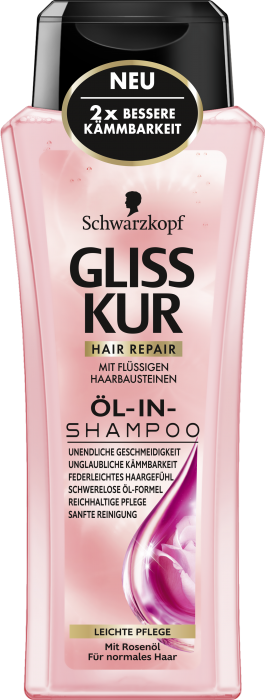 NEU
2x BESSERE
KÄMMBARKEIT
Schwarzkopf
GLISS
KUR
HAIR REPAIR
MIT FLÜSSIGEN
HAARBAUSTEINEN
ÖL-IN-
SHAMPOO
UNENDLICHE GESCHMEIDIGKEIT
UNGLAUBLICHE KÄMMBARKEIT
FEDERLEICHTES HAARGEFÜHL
SCHWERELOSE ÖL-FORMEL
REICHHALTIGE PFLEGE
SANFTE REINIGUNG
LEICHTE PFLEGE
Mit Rosenöl
Für normales Haar